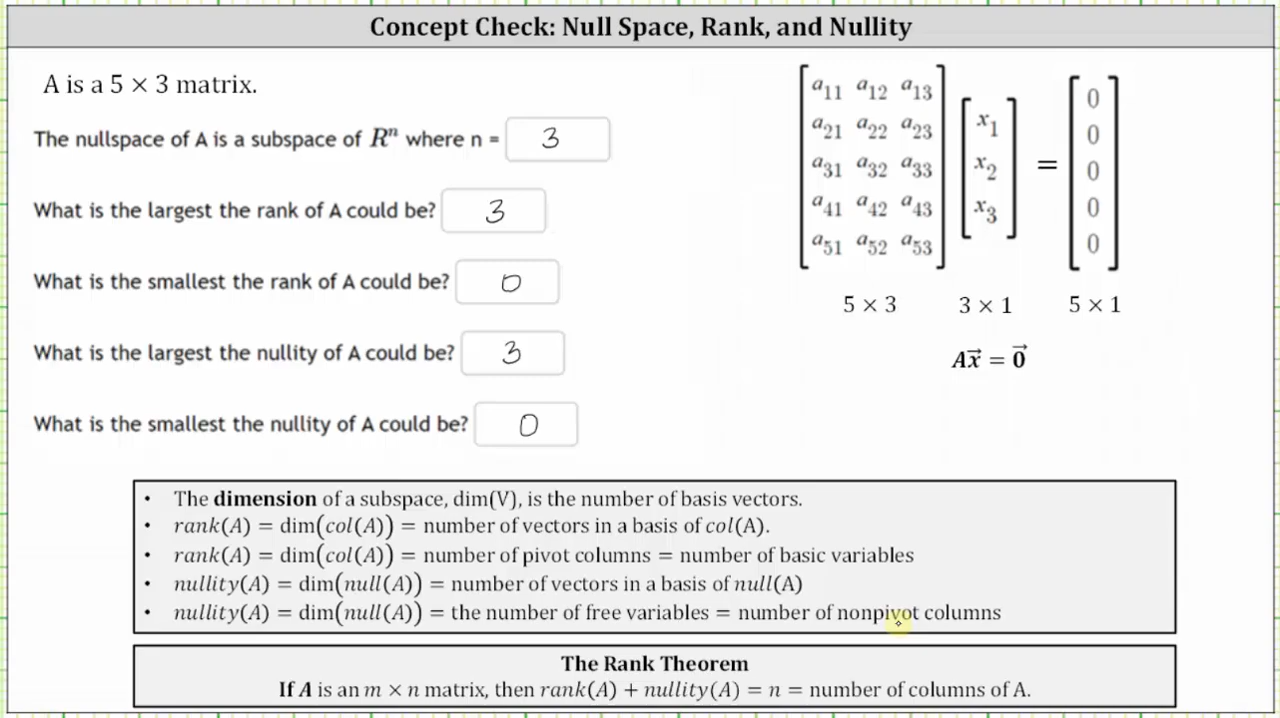 Concept Check: Null Space, Rank, and Nullity
A is a 5 × 3 matrix.
The nullspace of A is a subspace of Rⁿ where n = 3
What is the largest the rank of A could be? 3
What is the smallest the rank of A could be? 0
What is the largest the nullity of A could be? 3
What is the smallest the nullity of A could be? 0
a₁₁ a₁₂ a₁₃
a₂₁ a₂₂ a₂₃ x₁
a₃₁ a₃₂ a₃₃ x₂ =
a₄₁ a₄₂ a₄₃ x₃
a₅₁ a₅₂ a₅₃
0
0
0
0
0
5 × 3 3 × 1 5 × 1
Ax⃗ = 0⃗
• The dimension of a subspace, dim(V), is the number of basis vectors.
• rank(A) = dim(col(A)) = number of vectors in a basis of col(A).
• rank(A) = dim(col(A)) = number of pivot columns = number of basic variables
• nullity(A) = dim(null(A)) = number of vectors in a basis of null(A)
• nullity(A) = dim(null(A)) = the number of free variables = number of nonpivot columns
The Rank Theorem
If A is an m × n matrix, then rank(A) + nullity(A) = n = number of columns of A.